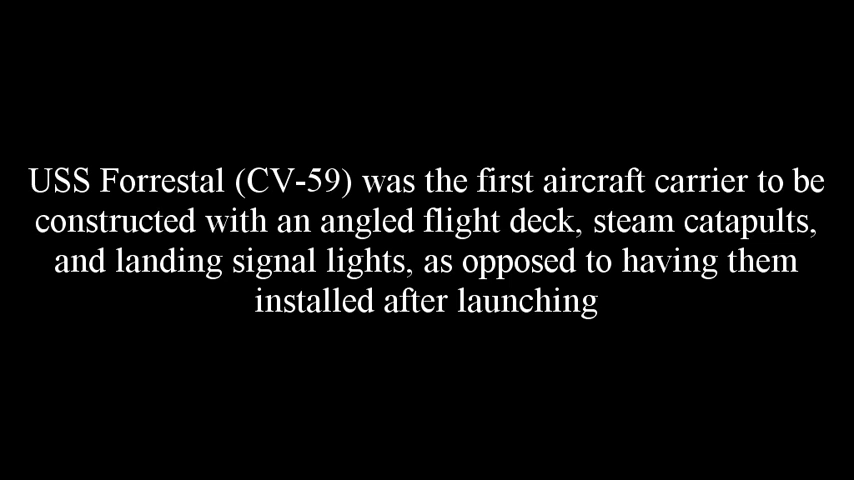 USS Forrestal (CV-59) was the first aircraft carrier to be
constructed with an angled flight deck, steam catapults,
and landing signal lights, as opposed to having them
installed after launching